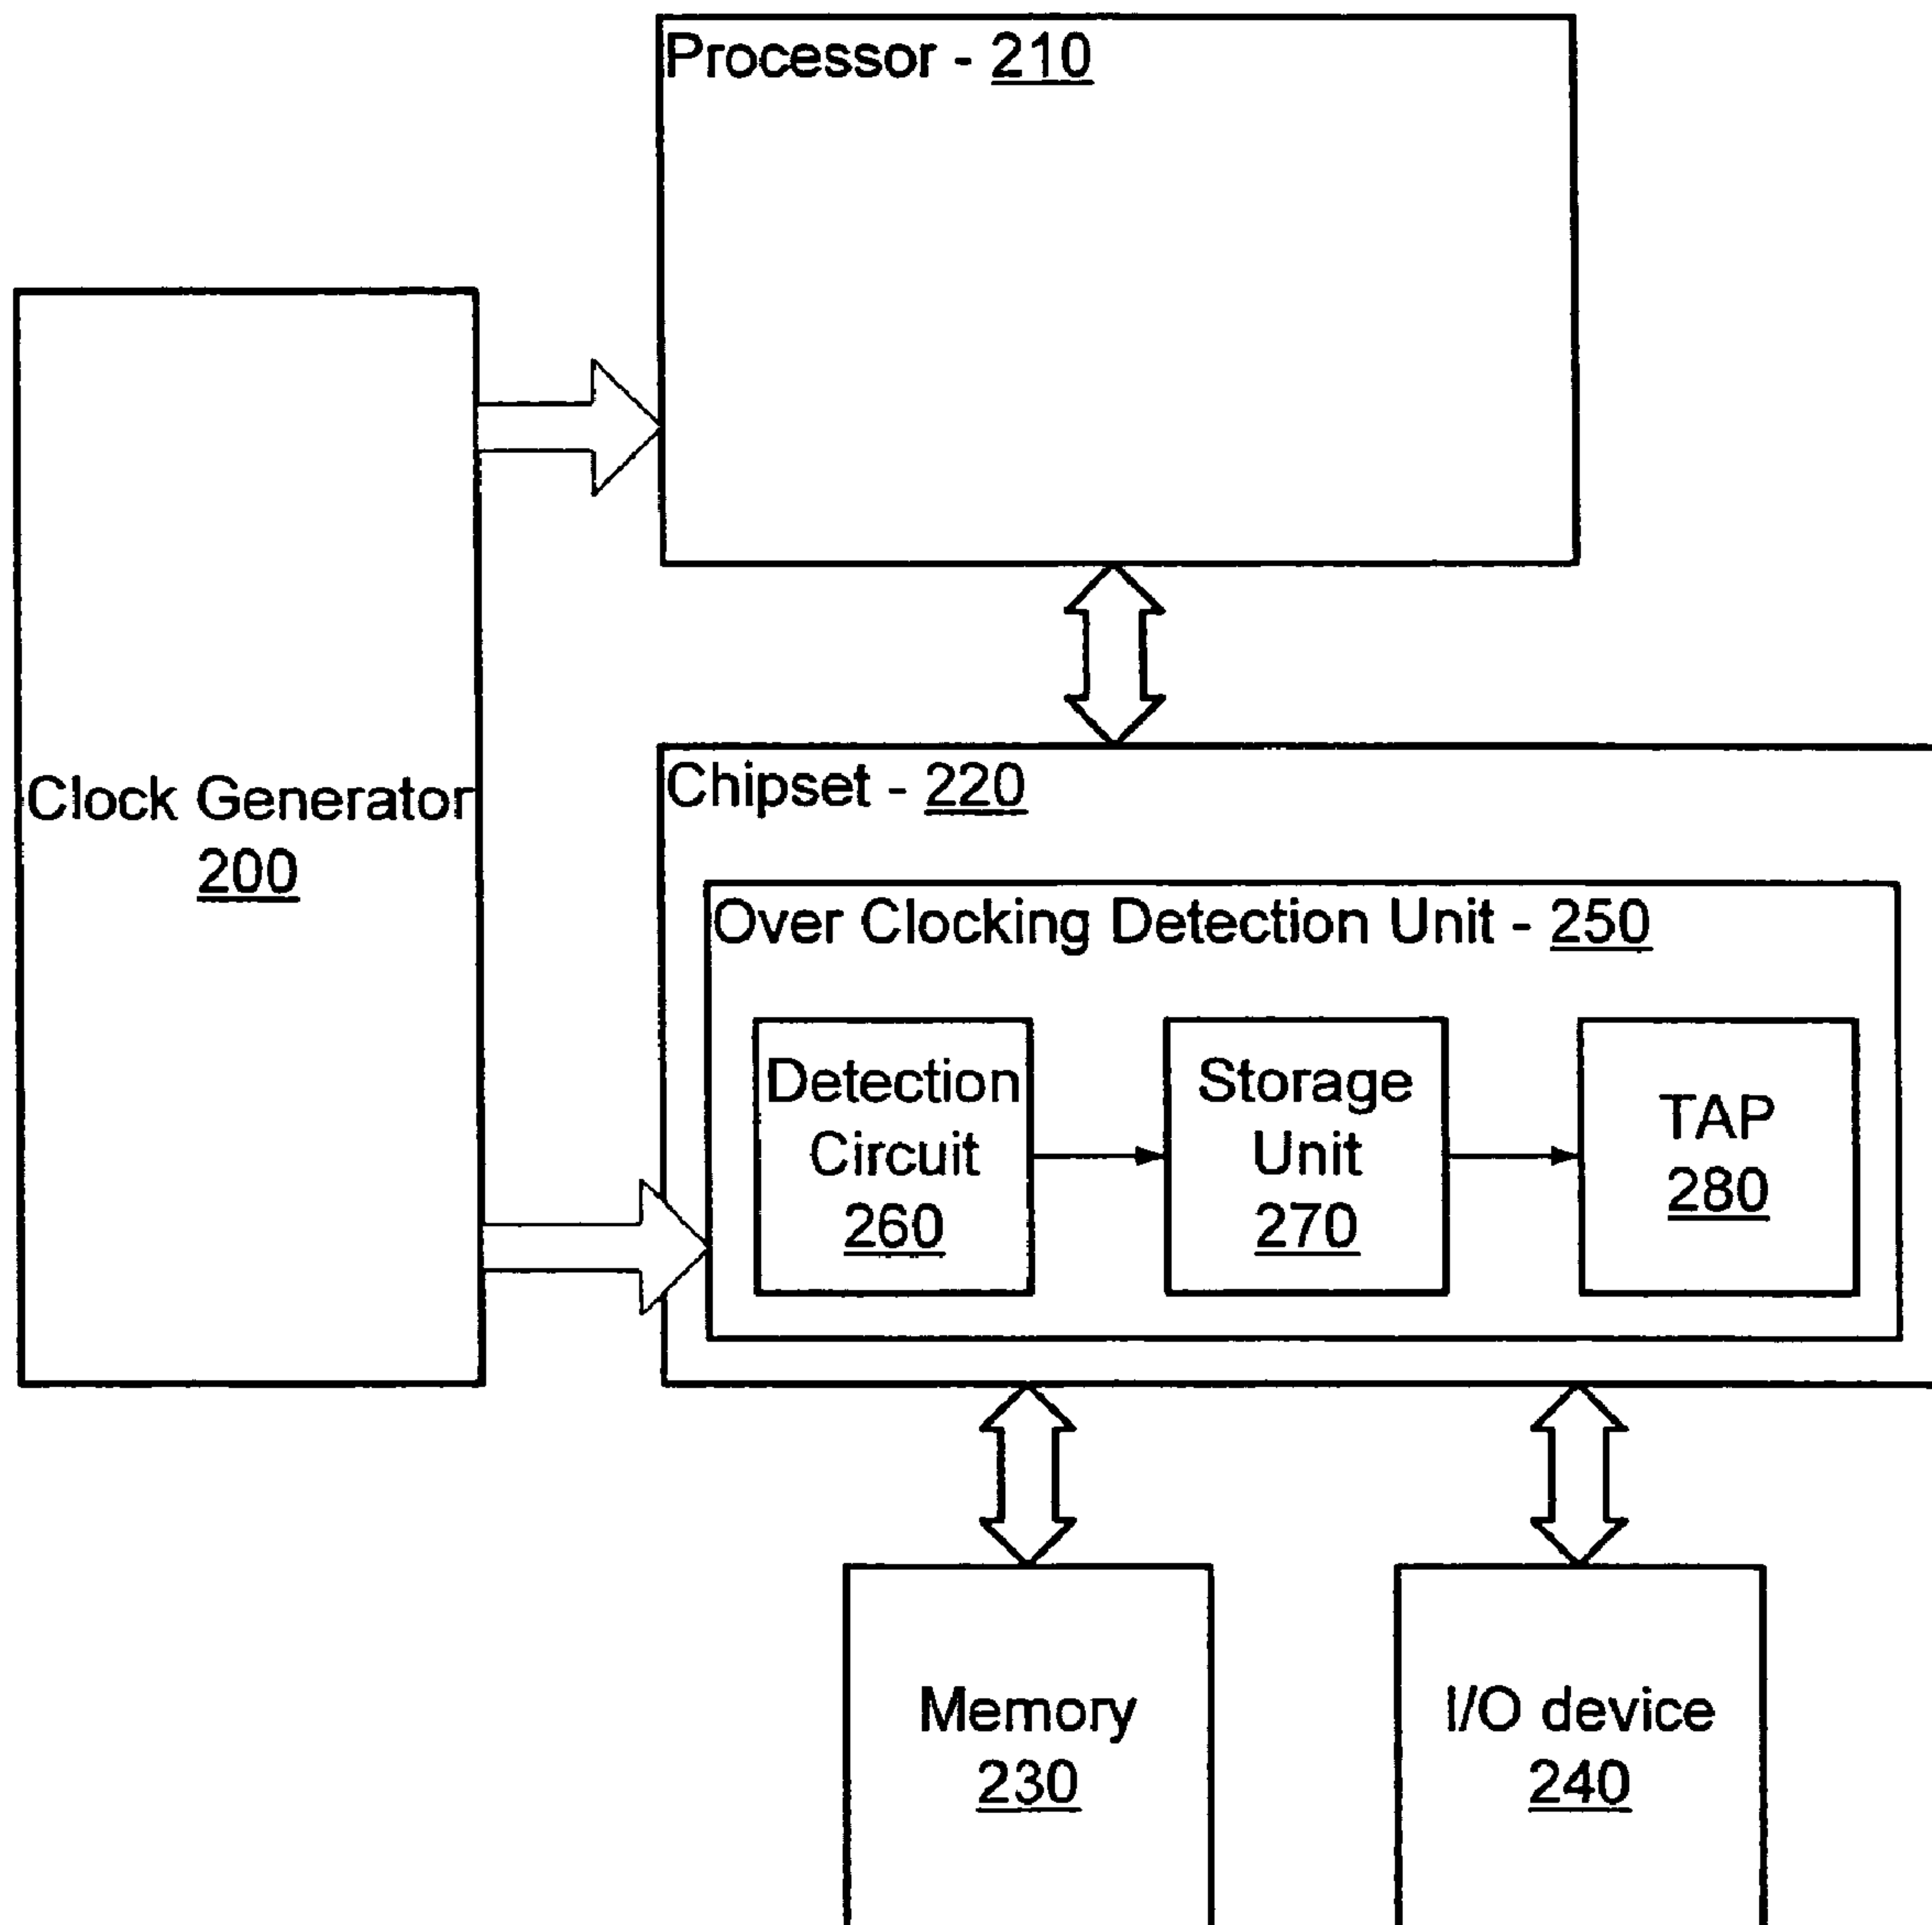 Processor - 210
Clock Generator
200
Chipset - 220
Over Clocking Detection Unit - 250
Detection
Circuit
260
Storage
Unit
270
TAP
280
Memory
230
I/O device
240